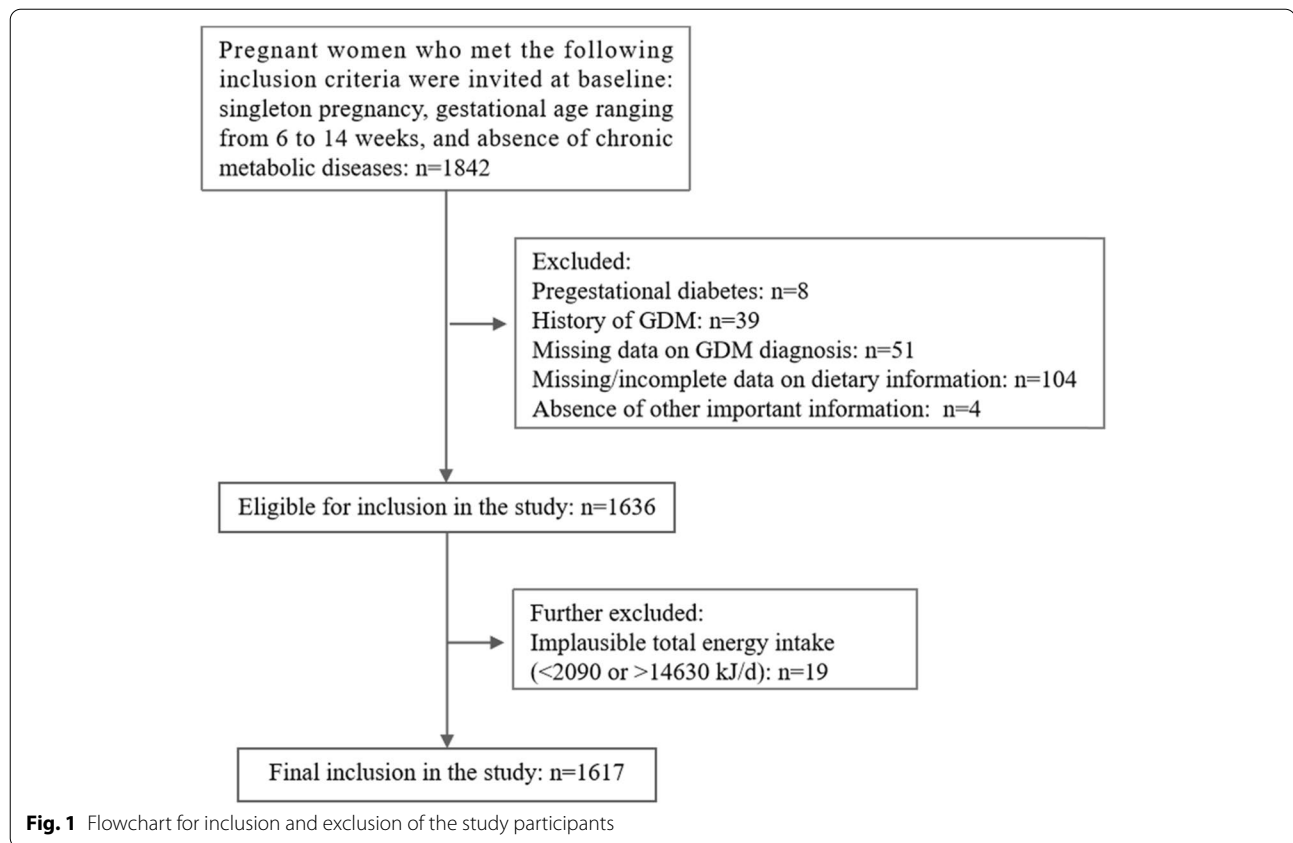 Pregnant women who met the following
inclusion criteria were invited at baseline:
singleton pregnancy, gestational age ranging
from 6 to 14 weeks, and absence of chronic
metabolic diseases: n=1842
Excluded:
Pregestational diabetes: n=8
History of GDM: n=39
Missing data on GDM diagnosis: n=51
Missing/incomplete data on dietary information: n=104
Absence of other important information: n=4
Eligible for inclusion in the study: n=1636
Further excluded:
Implausible total energy intake
(<2090 or >14630 kJ/d): n=19
Final inclusion in the study: n=1617
Fig. 1 Flowchart for inclusion and exclusion of the study participants